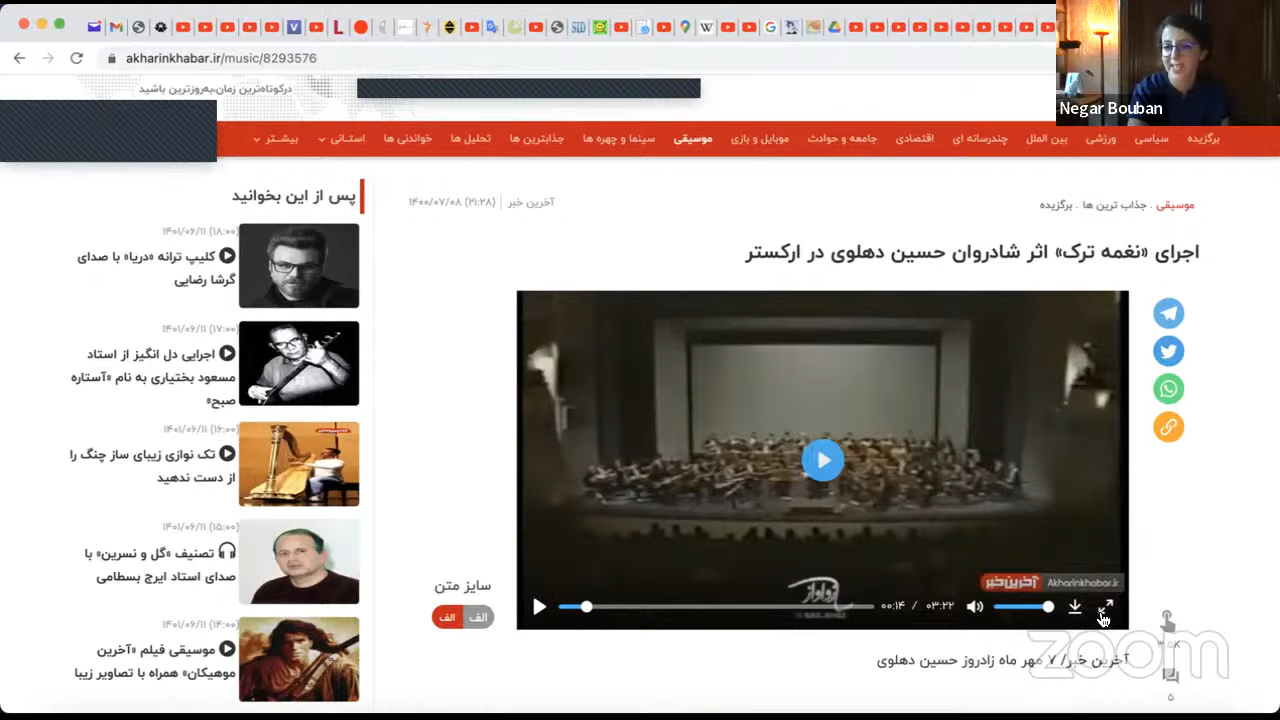 akharinkhabar.ir/music/8293576
Negar Bouban
درکوتاه‌ترین زمان،به‌روزترین باشید
برگزیده سیاسی ورزشی بین الملل چندرسانه ای اقتصادی جامعه و حوادث موبایل و بازی موسیقی سینما و چهره ها جذابترین ها تحلیل ها خواندنی ها استانی بیشتر
موسیقی . جذاب ترین ها . برگزیده
آخرین خبر | ۱۴۰۰/۰۷/۰۸ (۲۱:۲۸)
اجرای «نغمه ترک» اثر شادروان حسین دهلوی در ارکستر
آخرین خبر Akharinkhabar.ir
00:14 / ۰۳:۲۲
سایز متن
الف الف
آخرین خبر/ ۷ مهر ماه زادروز حسین دهلوی
zoom
۵
پس از این بخوانید
۱۴۰۱/۰۶/۱۱ (۱۸:۰۰)
کلیپ ترانه «دریا» با صدای
گرشا رضایی
۱۴۰۱/۰۶/۱۱ (۱۷:۰۰)
اجرایی دل انگیز از استاد
مسعود بختیاری به نام «آستاره
صبح»
۱۴۰۱/۰۶/۱۱ (۱۶:۰۰)
تک نوازی زیبای ساز چنگ را
از دست ندهید
۱۴۰۱/۰۶/۱۱ (۱۵:۰۰)
تصنیف «گل و نسرین» با
صدای استاد ایرج بسطامی
۱۴۰۱/۰۶/۱۱ (۱۴:۰۰)
موسیقی فیلم «آخرین
موهیکان» همراه با تصاویر زیبا